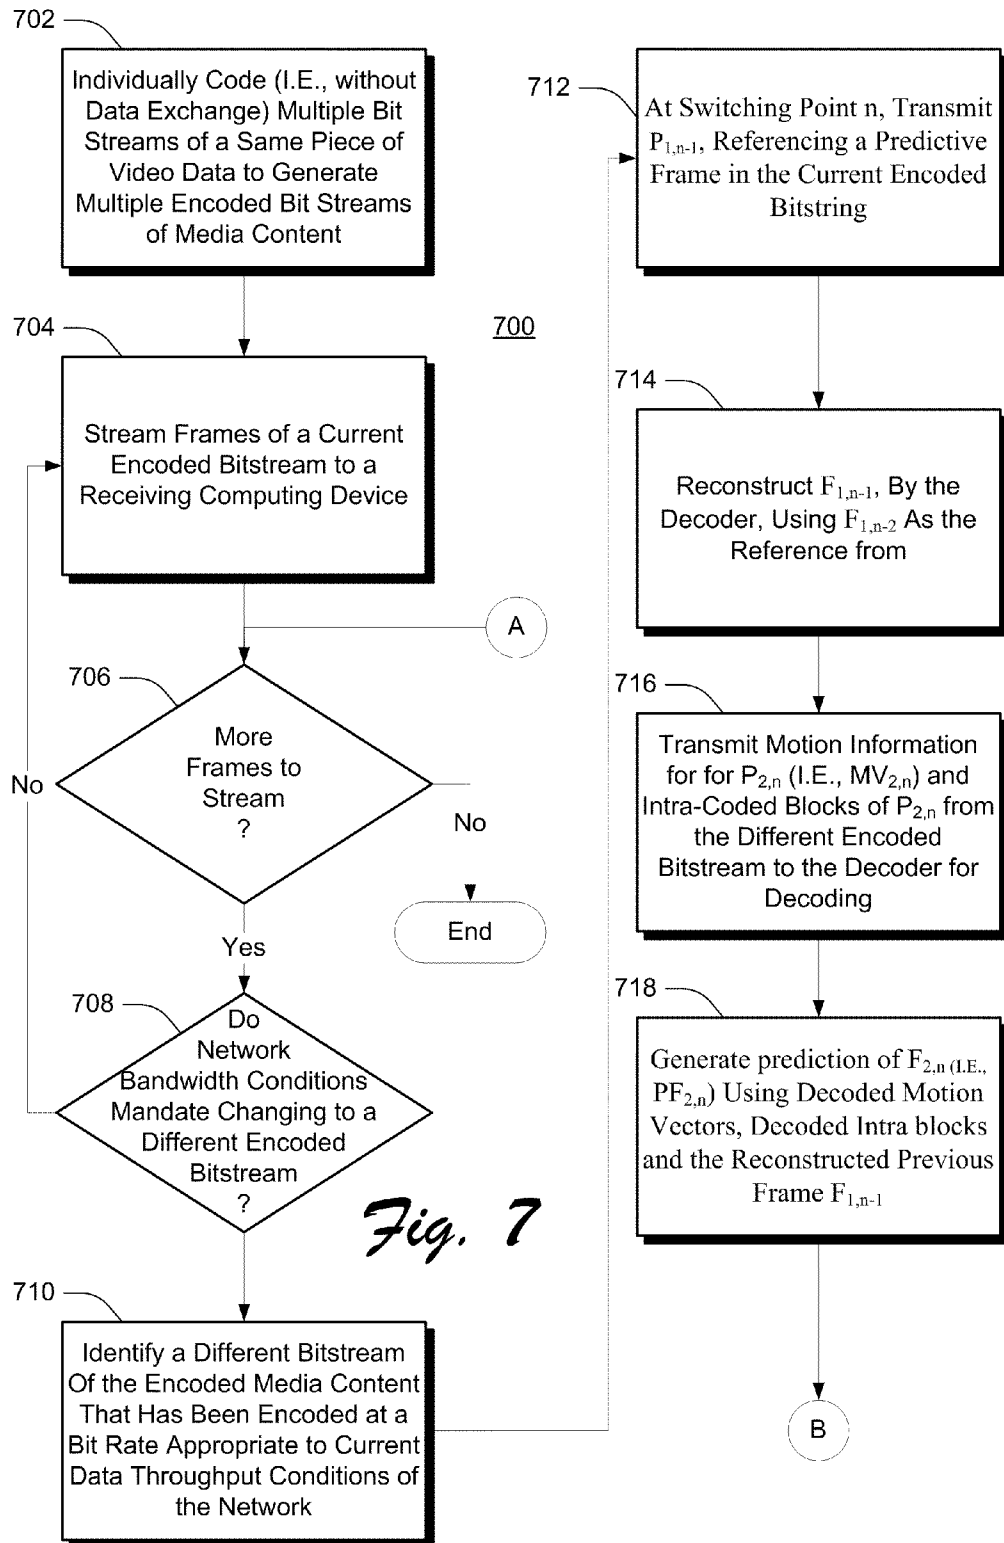 702
Individually Code (I.E., without
Data Exchange) Multiple Bit
Streams of a Same Piece of
Video Data to Generate
Multiple Encoded Bit Streams
of Media Content
704
Stream Frames of a Current
Encoded Bitstream to a
Receiving Computing Device
700
A
706
More
Frames to
Stream
?
No
No
End
Yes
708
Do
Network
Bandwidth Conditions
Mandate Changing to a
Different Encoded
Bitstream
?
Fig. 7
710
Identify a Different Bitstream
Of the Encoded Media Content
That Has Been Encoded at a
Bit Rate Appropriate to Current
Data Throughput Conditions of
the Network
712
At Switching Point n, Transmit
P1,n-1, Referencing a Predictive
Frame in the Current Encoded
Bitstring
714
Reconstruct F1,n-1, By the
Decoder, Using F1,n-2 As the
Reference from
716
Transmit Motion Information
for for P2,n (I.E., MV2,n) and
Intra-Coded Blocks of P2,n from
the Different Encoded
Bitstream to the Decoder for
Decoding
718
Generate prediction of F2,n (I.E.,
PF2,n) Using Decoded Motion
Vectors, Decoded Intra blocks
and the Reconstructed Previous
Frame F1,n-1
B